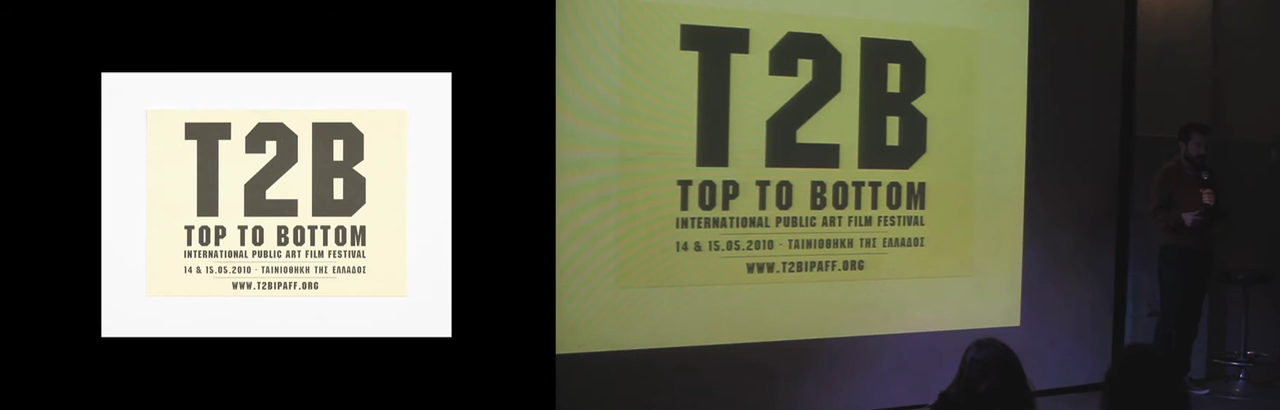 T2B
TOP TO BOTTOM
INTERNATIONAL PUBLIC ART FILM FESTIVAL
14 & 15.05.2010 · ΤΑΙΝΙΟΘΗΚΗ ΤΗΣ ΕΛΛΑΔΟΣ
WWW.T2BIPAFF.ORG
T2B
TOP TO BOTTOM
INTERNATIONAL PUBLIC ART FILM FESTIVAL
14 & 15.05.2010 · ΤΑΙΝΙΟΘΗΚΗ ΤΗΣ ΕΛΛΑΔΟΣ
WWW.T2BIPAFF.ORG